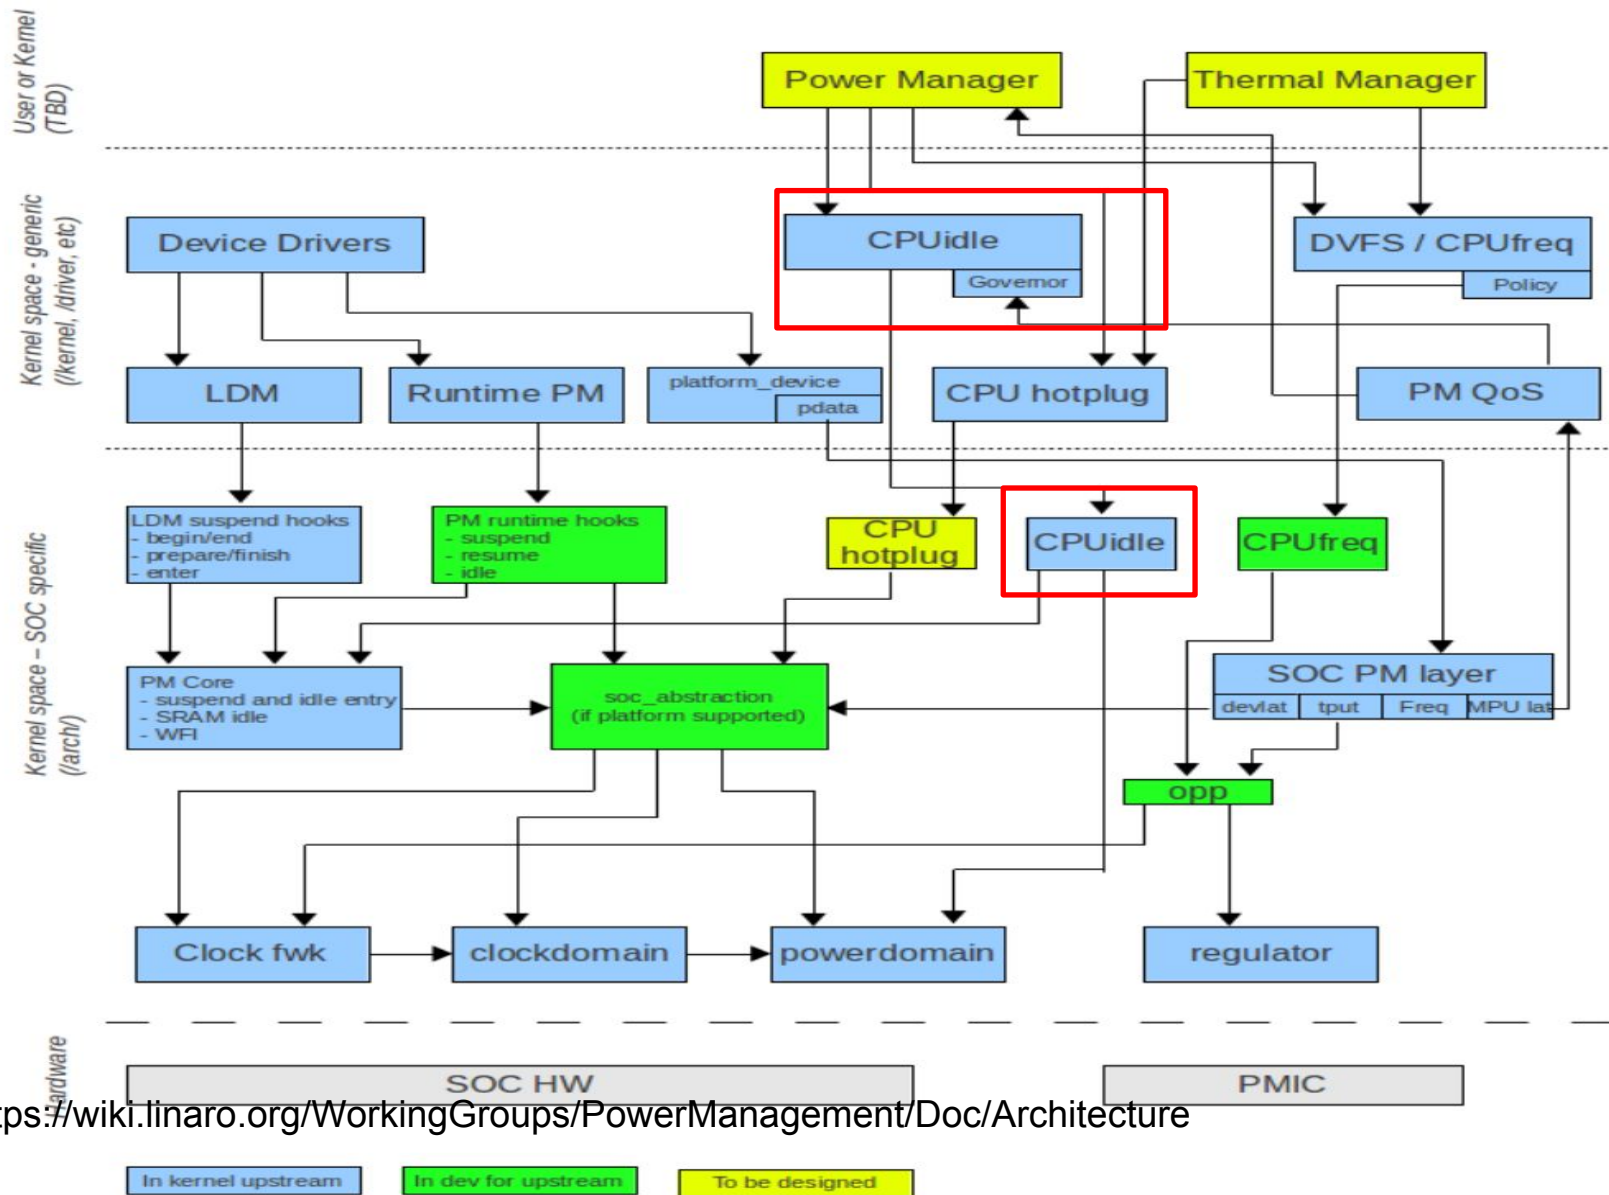 User or Kernel
(TBD)
Power Manager
Thermal Manager
Kernel space - generic
(/kernel, /driver, etc)
Device Drivers
CPUidle
Governor
DVFS / CPUfreq
Policy
LDM
Runtime PM
platform_device
pdata
CPU hotplug
PM QoS
Kernel space – SOC specific
(/arch/)
LDM suspend hooks
- begin/end
- prepare/finish
- enter
PM runtime hooks
- suspend
- resume
- idle
CPU
hotplug
CPUidle
CPUfreq
PM Core
- suspend and idle entry
- SRAM idle
- WFI
soc_abstraction
(if platform supported)
SOC PM layer
devlat
tput
Freq
MPU lat
opp
Clock fwk
clockdomain
powerdomain
regulator
Hardware
SOC HW
PMIC
tps://wiki.linaro.org/WorkingGroups/PowerManagement/Doc/Architecture
In kernel upstream
In dev for upstream
To be designed